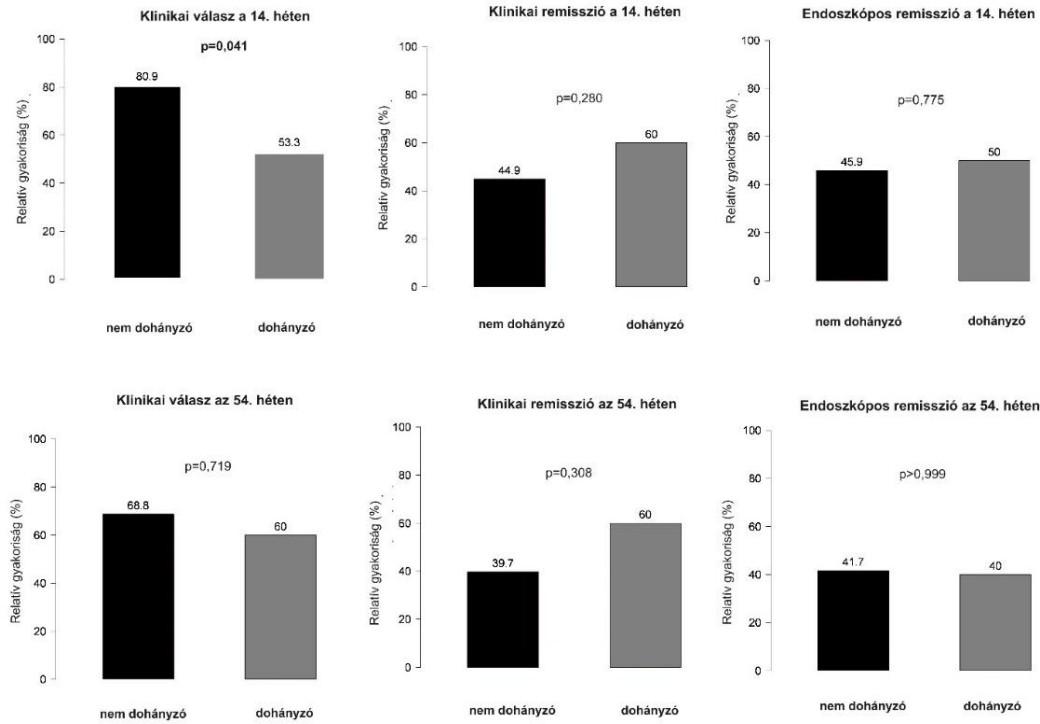 Klinikai válasz a 14. héten
p=0,041
Relatív gyakoriság (%)
100
80
60
40
20
0
80.9
53.3
nem dohányzó
dohányzó
Klinikai remisszió a 14. héten
p=0,280
Relatív gyakoriság (%)
100
80
60
40
20
0
44.9
60
nem dohányzó
dohányzó
Endoszkópos remisszió a 14. héten
p=0,775
Relatív gyakoriság (%)
100
80
60
40
20
0
45.9
50
nem dohányzó
dohányzó
Klinikai válasz az 54. héten
p=0,719
Relatív gyakoriság (%)
100
80
60
40
20
0
68.8
60
nem dohányzó
dohányzó
Klinikai remisszió az 54. héten
p=0,308
Relatív gyakoriság (%)
100
80
60
40
20
0
39.7
60
nem dohányzó
dohányzó
Endoszkópos remisszió az 54. héten
p>0,999
Relatív gyakoriság (%)
100
80
60
40
20
0
41.7
40
nem dohányzó
dohányzó